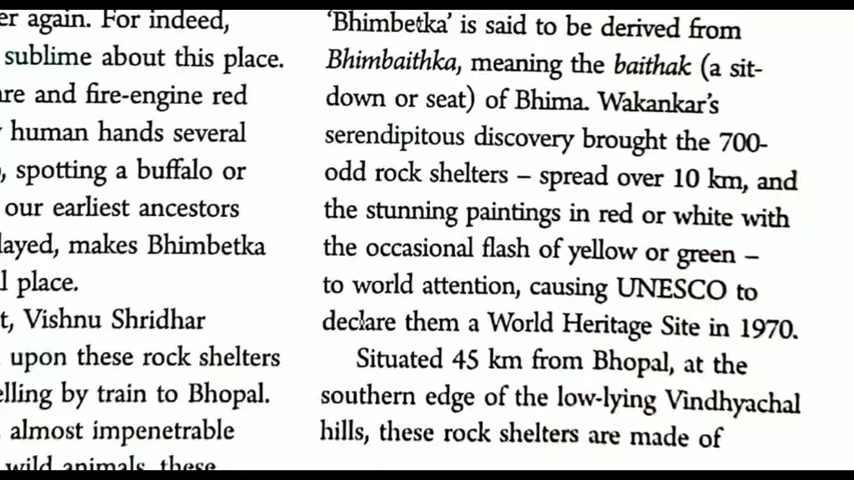 er again. For indeed,
sublime about this place.
are and fire-engine red
human hands several
, spotting a buffalo or
our earliest ancestors
layed, makes Bhimbetka
l place.
t, Vishnu Shridhar
upon these rock shelters
elling by train to Bhopal.
almost impenetrable
wild animals, these
'Bhimbetka' is said to be derived from
Bhimbaithka, meaning the baithak (a sit-
down or seat) of Bhima. Wakankar's
serendipitous discovery brought the 700-
odd rock shelters – spread over 10 km, and
the stunning paintings in red or white with
the occasional flash of yellow or green –
to world attention, causing UNESCO to
declare them a World Heritage Site in 1970.
Situated 45 km from Bhopal, at the
southern edge of the low-lying Vindhyachal
hills, these rock shelters are made of